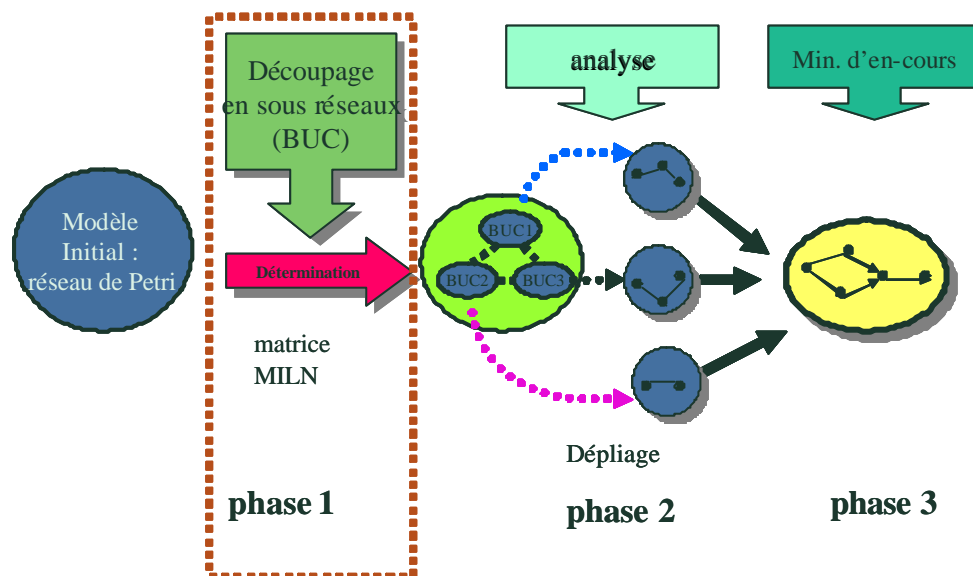 Découpage
en sous réseaux
(BUC)
analyse
Min. d'en-cours
Modèle
Initial :
réseau de Petri
Détermination
BUC1
BUC2
BUC3
matrice
MILN
Dépliage
phase 1
phase 2
phase 3